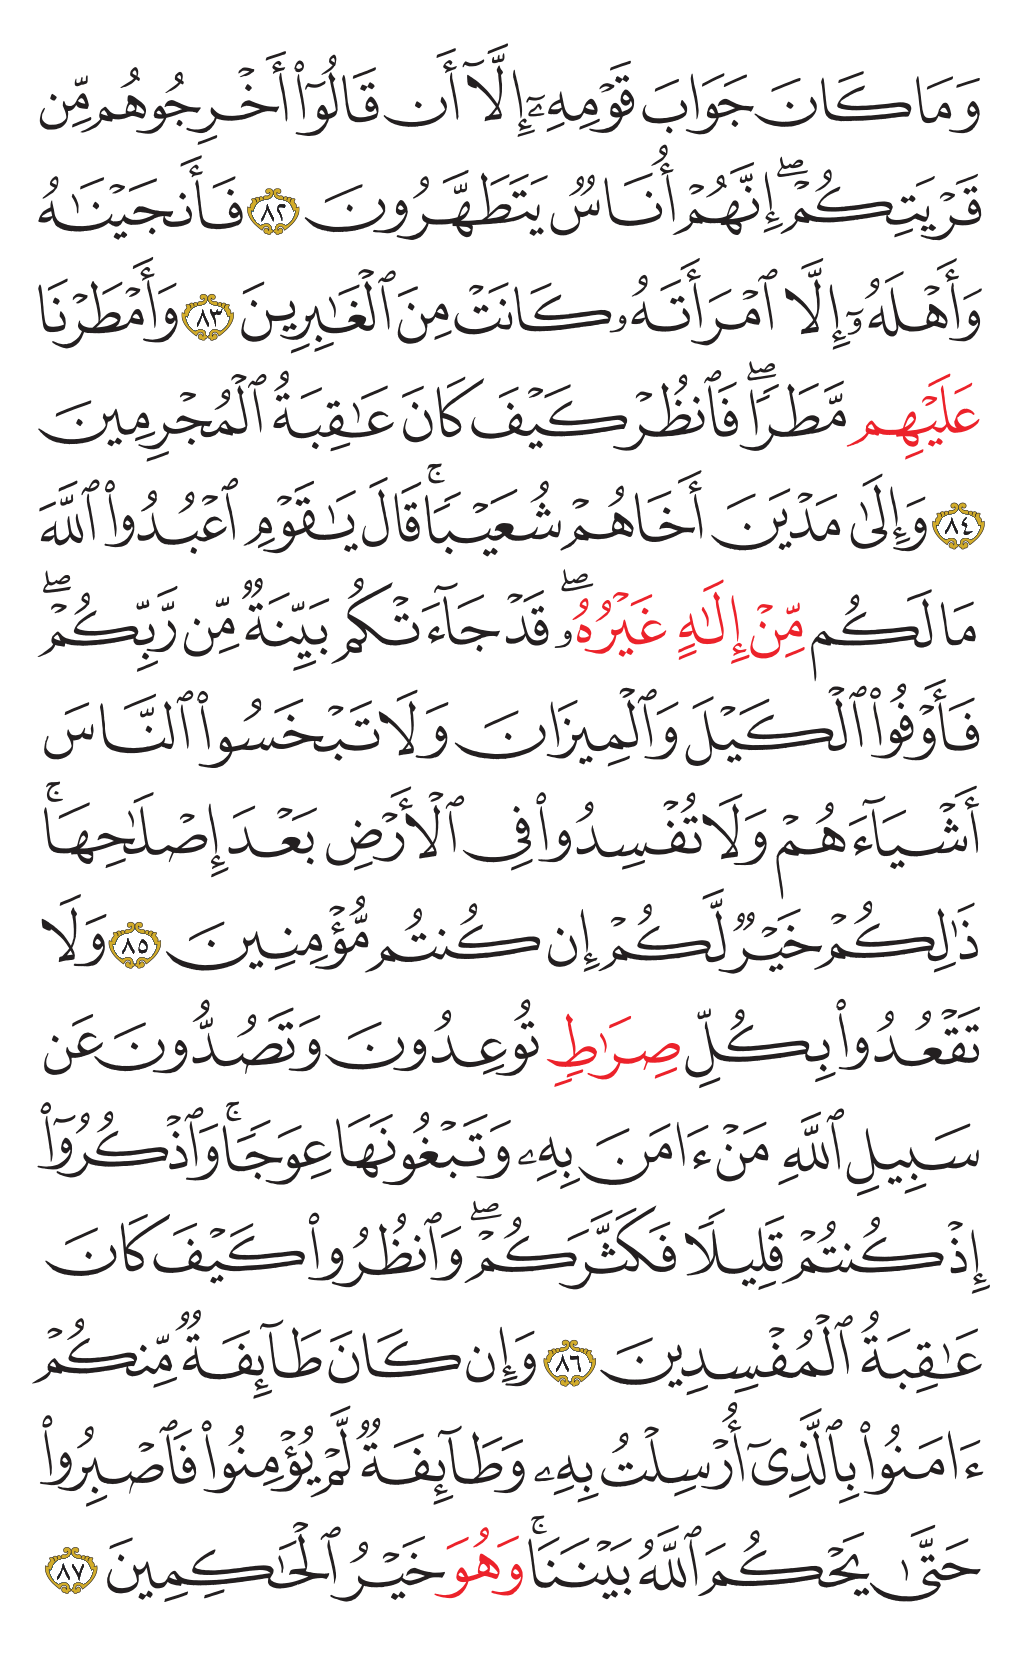 وَمَا كَانَ جَوَابَ قَوْمِهِۦٓ إِلَّآ أَن قَالُوٓا۟ أَخْرِجُوهُم مِّن
قَرْيَتِكُمْ ۖ إِنَّهُمْ أُنَاسٌ يَتَطَهَّرُونَ ٨٢ فَأَنجَيْنَـٰهُ
وَأَهْلَهُۥٓ إِلَّا ٱمْرَأَتَهُۥ كَانَتْ مِنَ ٱلْغَـٰبِرِينَ ٨٣ وَأَمْطَرْنَا
عَلَيْهِم مَّطَرًا ۖ فَٱنظُرْ كَيْفَ كَانَ عَـٰقِبَةُ ٱلْمُجْرِمِينَ
٨٤ وَإِلَىٰ مَدْيَنَ أَخَاهُمْ شُعَيْبًا ۚ قَالَ يَـٰقَوْمِ ٱعْبُدُوا۟ ٱللَّهَ
مَا لَكُم مِّنْ إِلَـٰهٍ غَيْرُهُۥ ۖ قَدْ جَآءَتْكُم بَيِّنَةٌ مِّن رَّبِّكُمْ ۖ
فَأَوْفُوا۟ ٱلْكَيْلَ وَٱلْمِيزَانَ وَلَا تَبْخَسُوا۟ ٱلنَّاسَ
أَشْيَآءَهُمْ وَلَا تُفْسِدُوا۟ فِى ٱلْأَرْضِ بَعْدَ إِصْلَـٰحِهَا ۚ
ذَٰلِكُمْ خَيْرٌ لَّكُمْ إِن كُنتُم مُّؤْمِنِينَ ٨٥ وَلَا
تَقْعُدُوا۟ بِكُلِّ صِرَٰطٍ تُوعِدُونَ وَتَصُدُّونَ عَن
سَبِيلِ ٱللَّهِ مَنْ ءَامَنَ بِهِۦ وَتَبْغُونَهَا عِوَجًا ۚ وَٱذْكُرُوٓا۟
إِذْ كُنتُمْ قَلِيلًا فَكَثَّرَكُمْ ۖ وَٱنظُرُوا۟ كَيْفَ كَانَ
عَـٰقِبَةُ ٱلْمُفْسِدِينَ ٨٦ وَإِن كَانَ طَآئِفَةٌ مِّنكُمْ
ءَامَنُوا۟ بِٱلَّذِىٓ أُرْسِلْتُ بِهِۦ وَطَآئِفَةٌ لَّمْ يُؤْمِنُوا۟ فَٱصْبِرُوا۟
حَتَّىٰ يَحْكُمَ ٱللَّهُ بَيْنَنَا ۚ وَهُوَ خَيْرُ ٱلْحَـٰكِمِينَ ٨٧